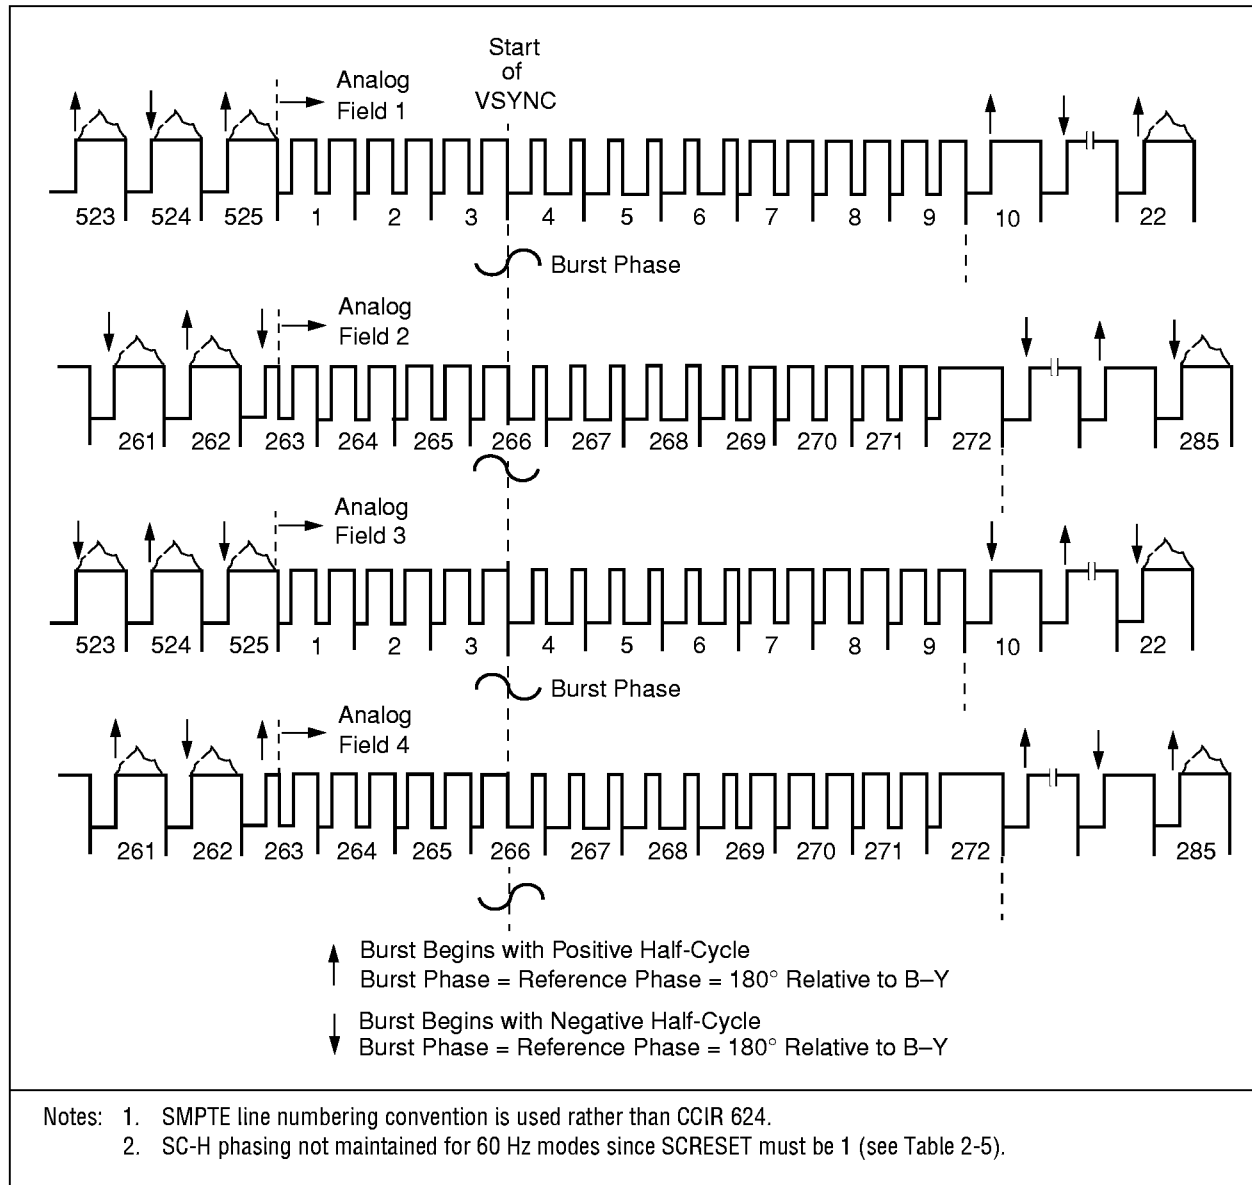 Start
of
VSYNC
Analog
Field 1
523 524 525 1 2 3 4 5 6 7 8 9 10 22
Burst Phase
Analog
Field 2
261 262 263 264 265 266 267 268 269 270 271 272 285
Analog
Field 3
523 524 525 1 2 3 4 5 6 7 8 9 10 22
Burst Phase
Analog
Field 4
261 262 263 264 265 266 267 268 269 270 271 272 285
Burst Begins with Positive Half-Cycle
Burst Phase = Reference Phase = 180° Relative to B–Y
Burst Begins with Negative Half-Cycle
Burst Phase = Reference Phase = 180° Relative to B–Y
Notes: 1. SMPTE line numbering convention is used rather than CCIR 624.
2. SC-H phasing not maintained for 60 Hz modes since SCRESET must be 1 (see Table 2-5).